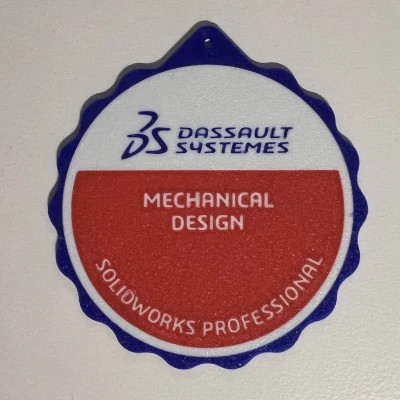 3DS DASSAULT
SYSTEMES
MECHANICAL
DESIGN
SOLIDWORKS PROFESSIONAL